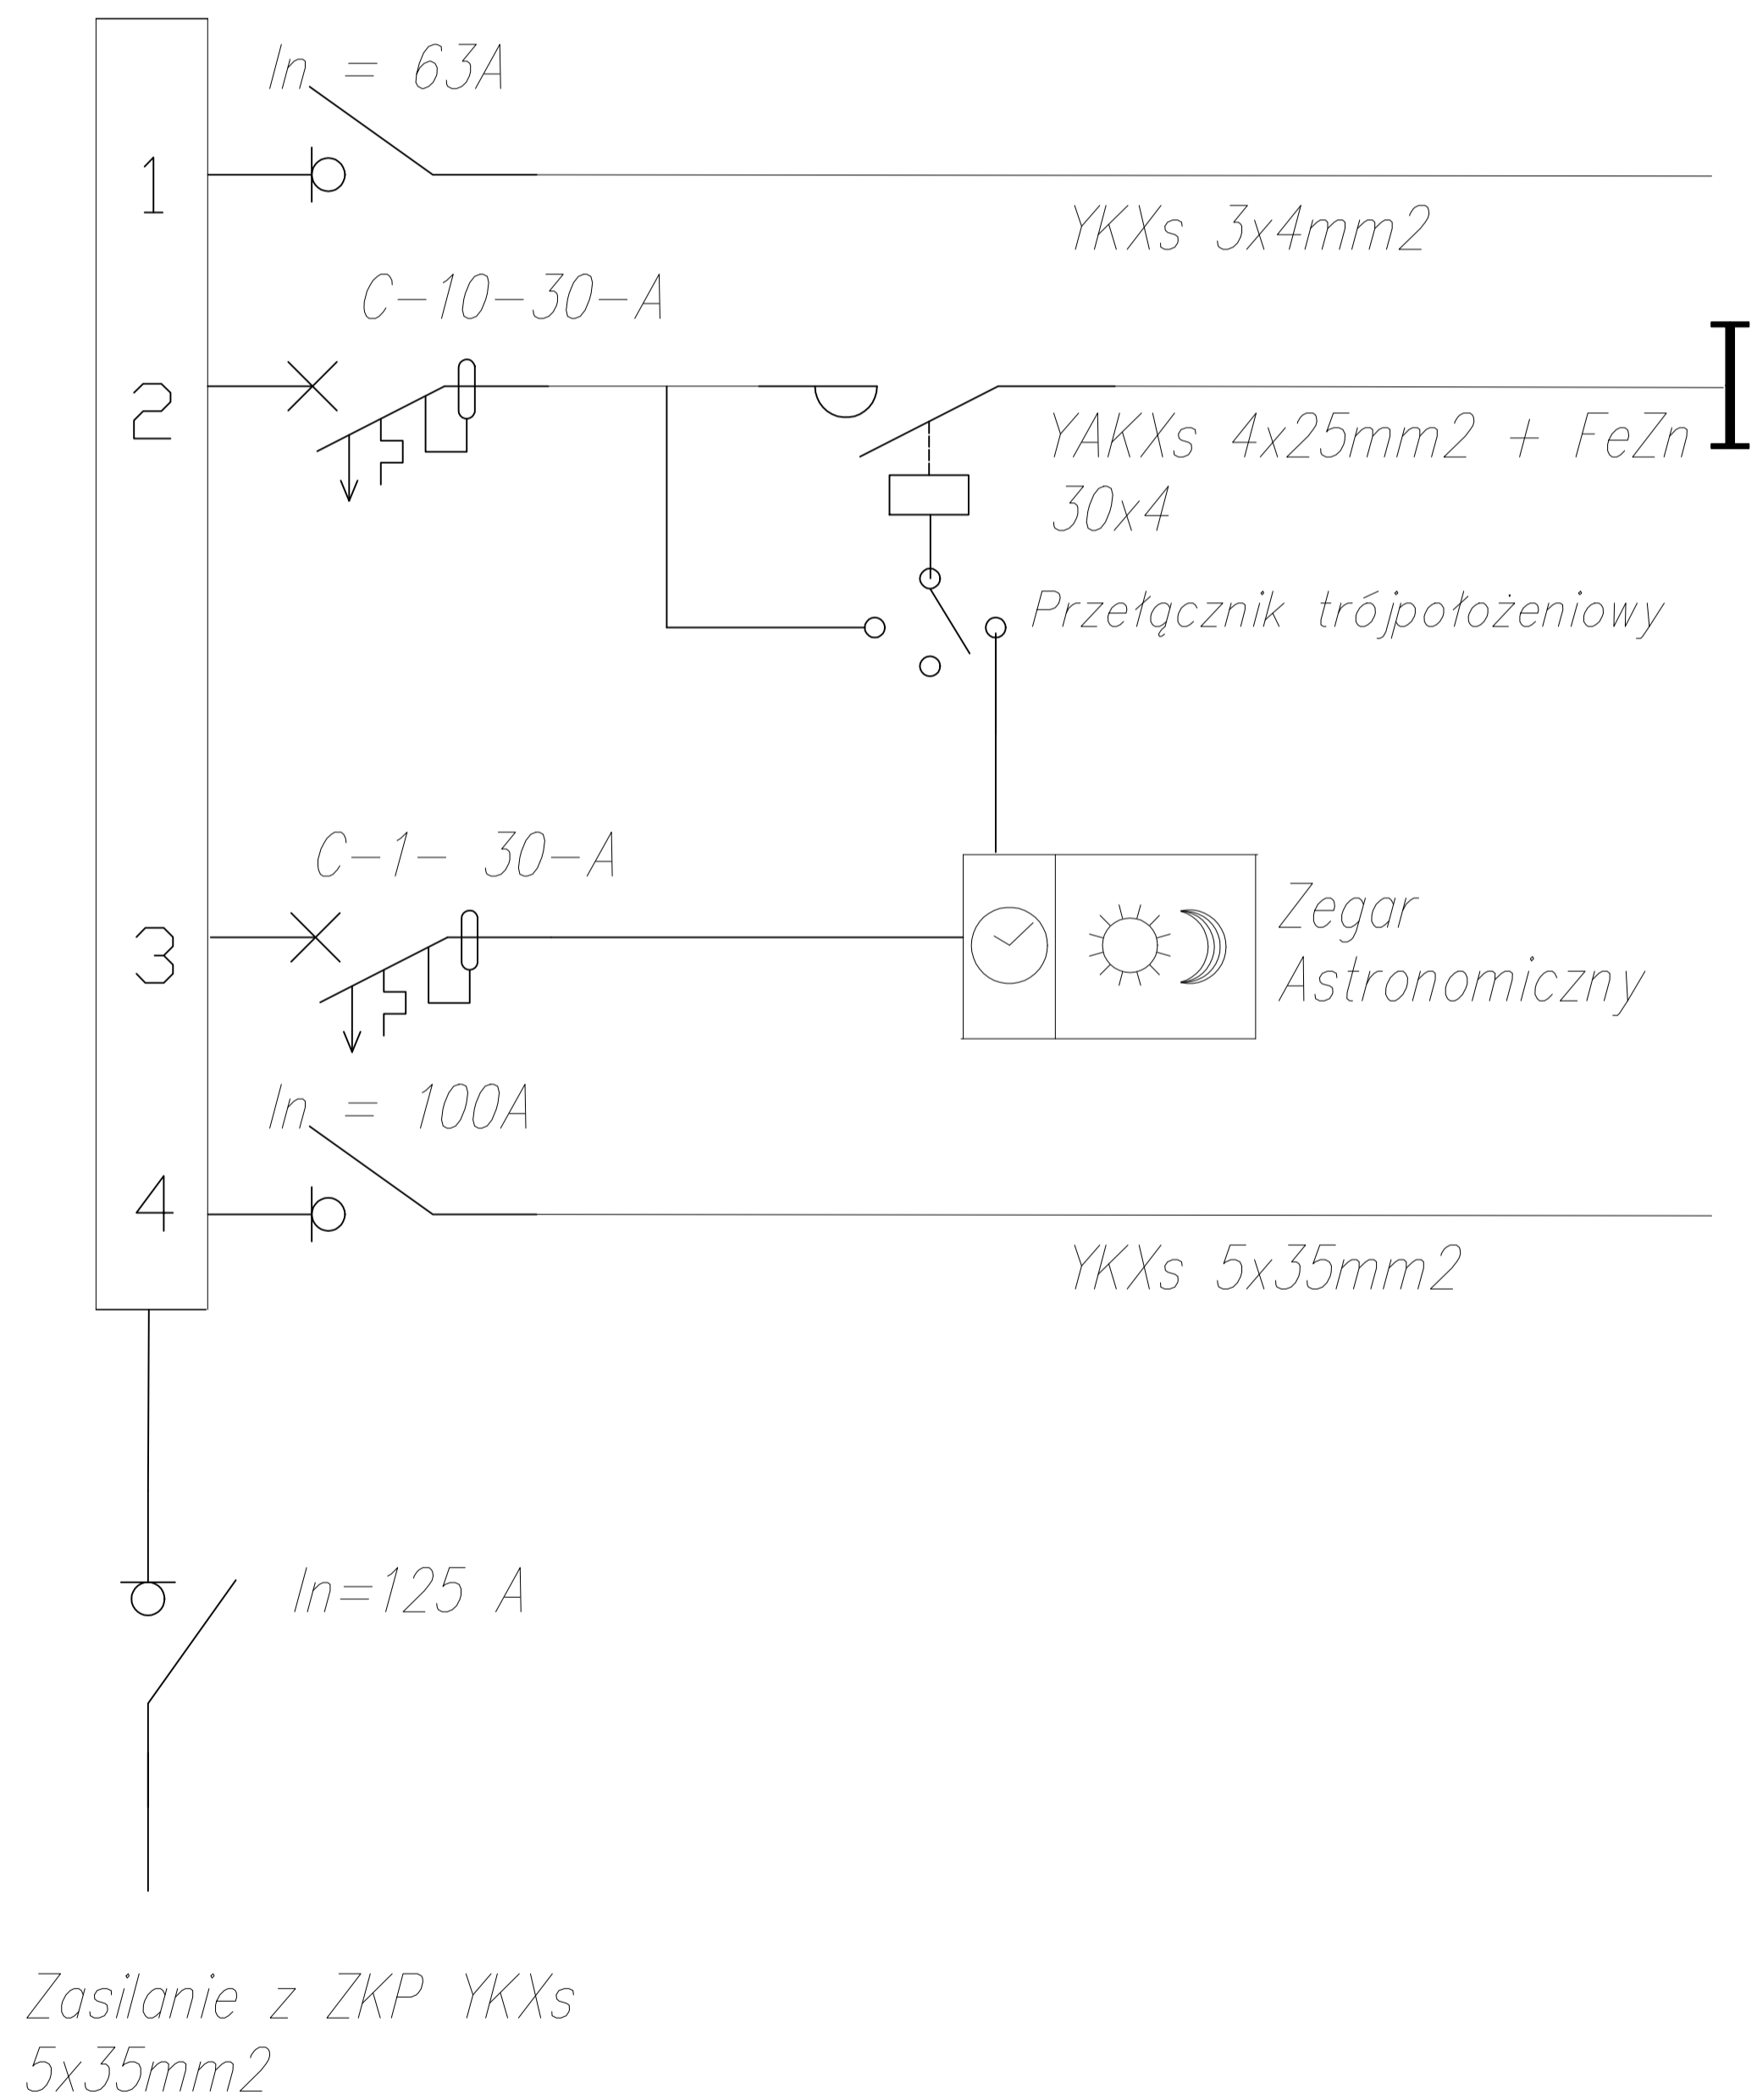 In = 63A
1
YKXs 3x4mm2
C-10-30-A
2
YAKXs 4x25mm2 + FeZn
30x4
Przełącznik trójpołożeniowy
C-1- 30-A
3
Zegar
Astronomiczny
In = 100A
4
YKXs 5x35mm2
In=125 A
Zasilanie z ZKP YKXs
5x35mm2